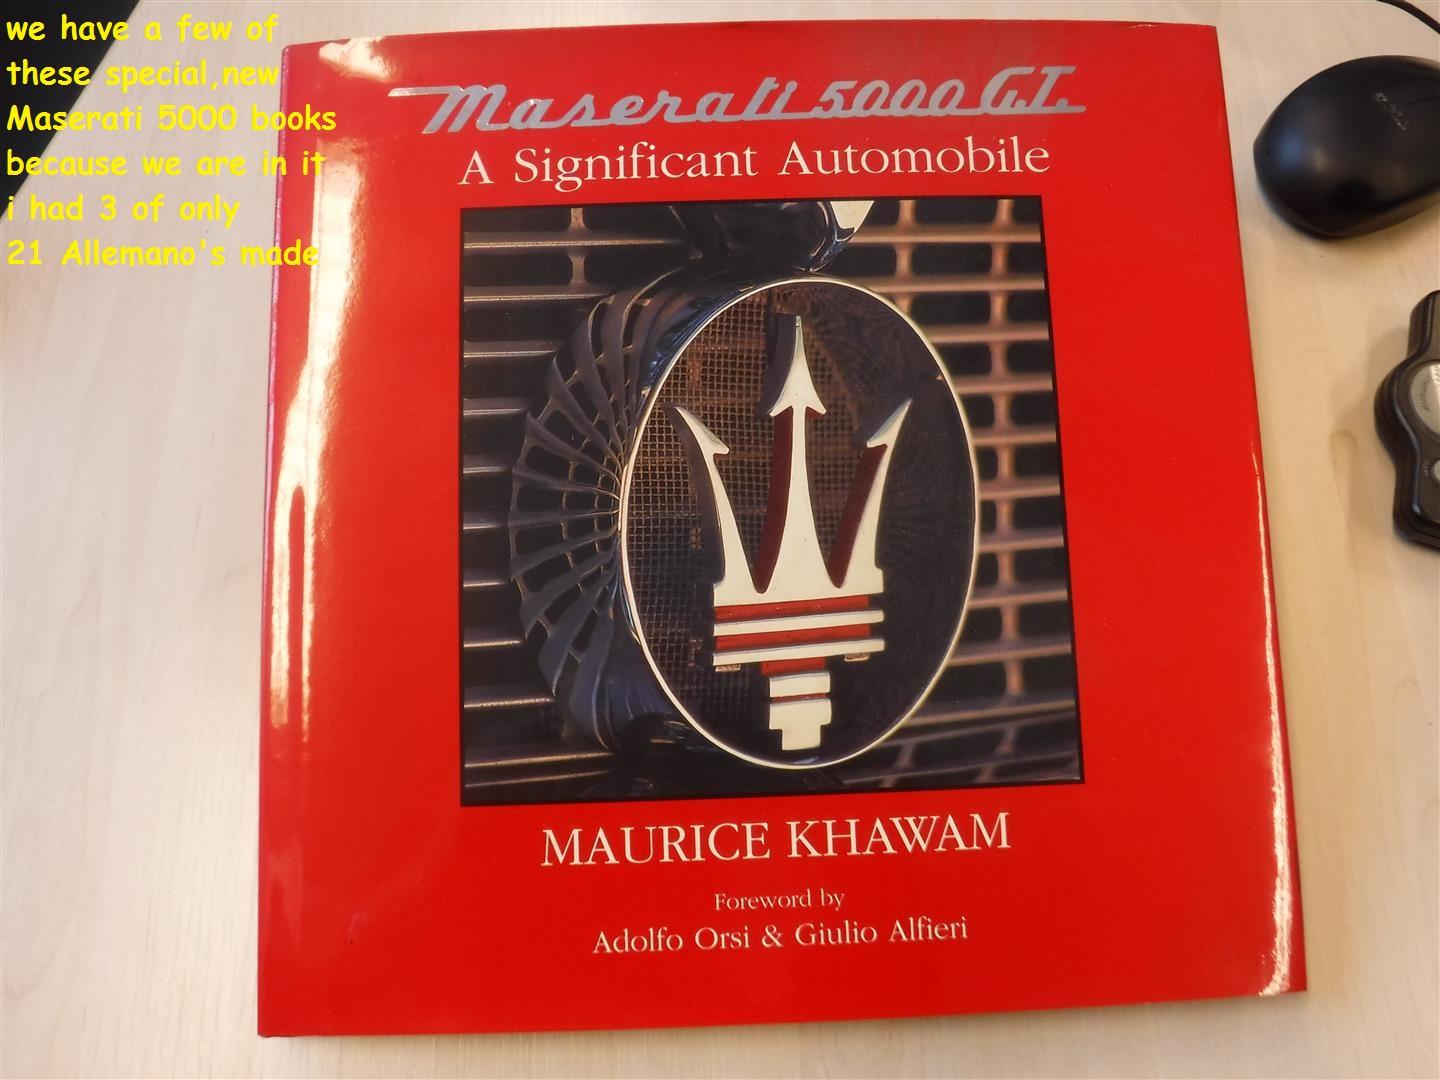 we have a few of
these special,new
Maserati 5000 books
because we are in it
i had 3 of only
21 Allemano's made
Maserati 5000 G.T.
A Significant Automobile
MAURICE KHAWAM
Foreword by
Adolfo Orsi & Giulio Alfieri